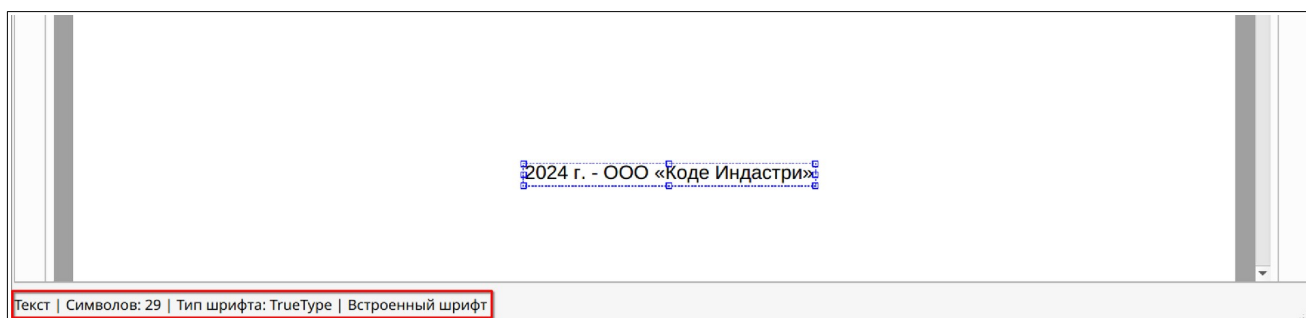 2024 г. - ООО «Коде Индастри»
Текст | Символов: 29 | Тип шрифта: TrueType | Встроенный шрифт